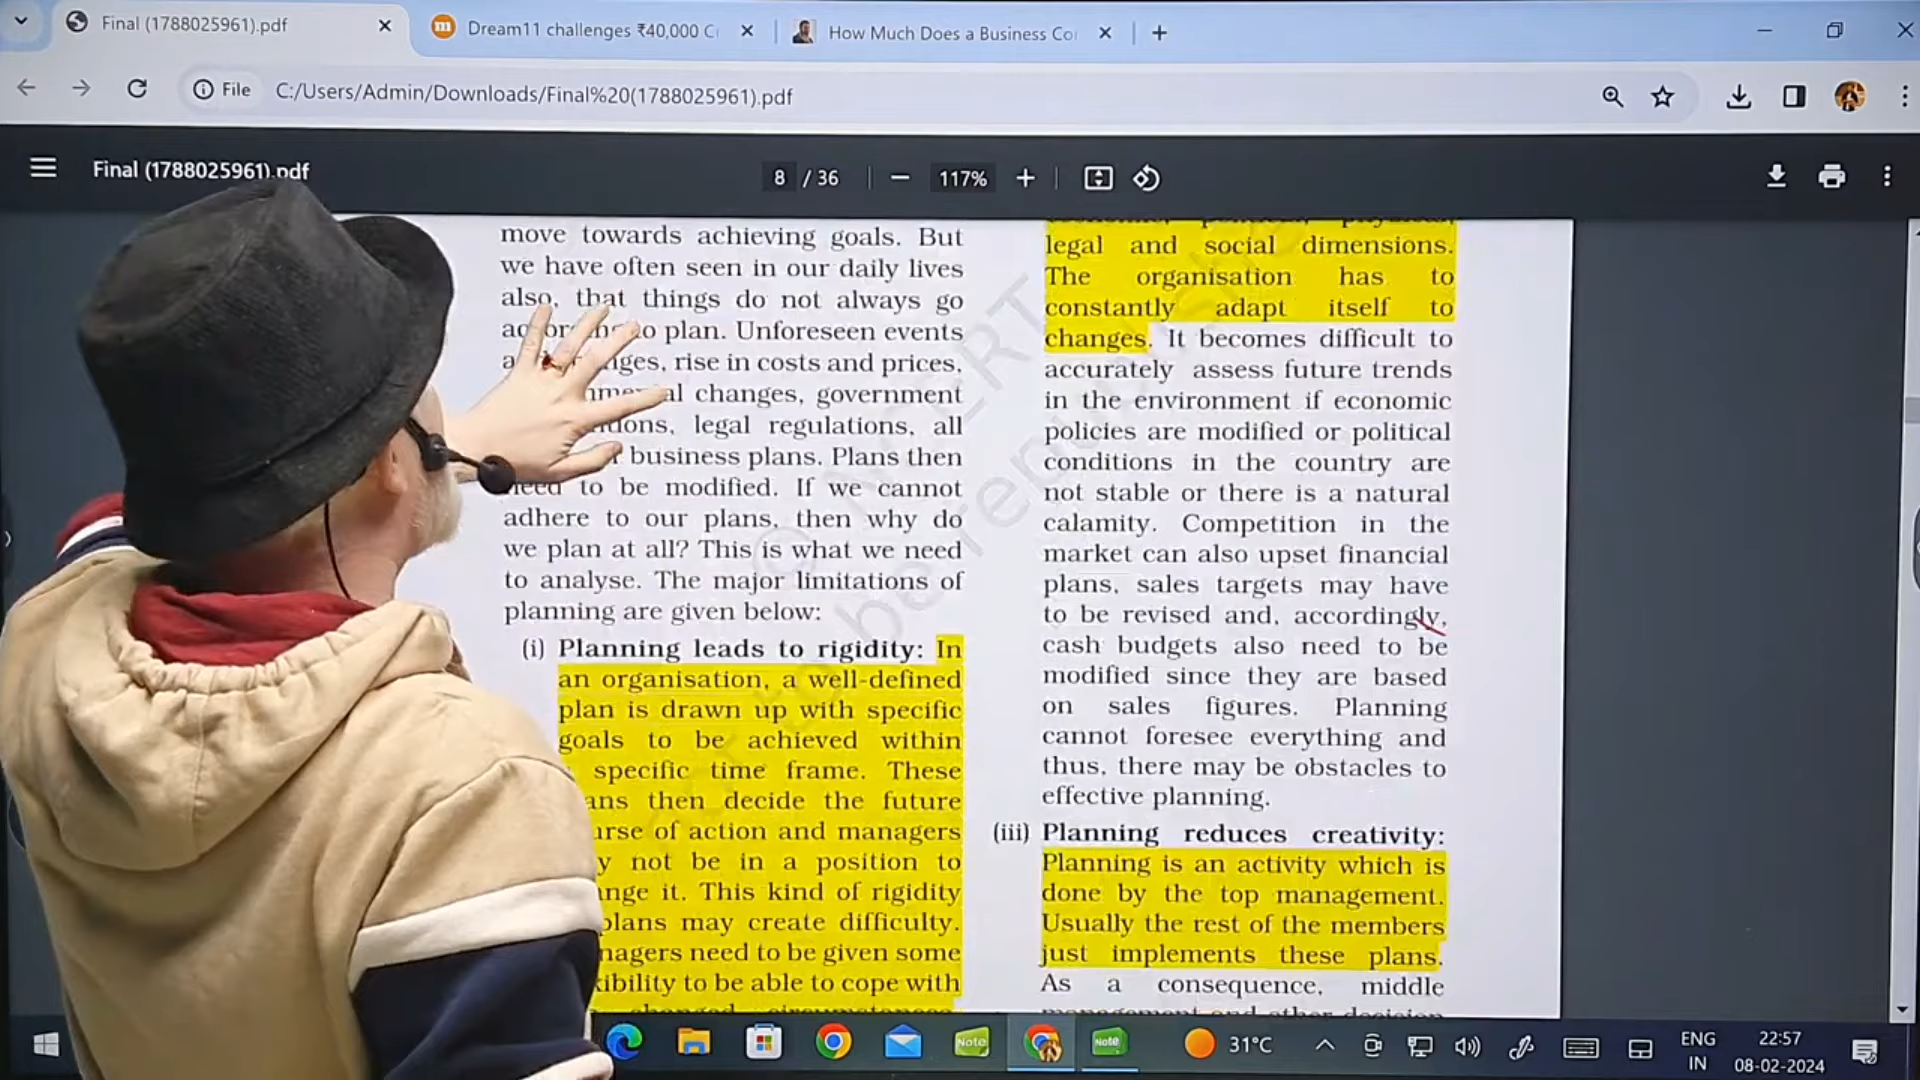 Final (1788025961).pdf
Dream11 challenges ₹40,000
How Much Does a Business
File
C:/Users/Admin/Downloads/Final%20(1788025961).pdf
Final (1788025961).pdf
8 / 36
117%
move towards achieving goals. But
we have often seen in our daily lives
also, that things do not always go
to plan. Unforeseen events
rise in costs and prices,
changes, government
legal regulations, all
business plans. Plans then
need to be modified. If we cannot
adhere to our plans, then why do
we plan at all? This is what we need
to analyse. The major limitations of
planning are given below:
(i) Planning leads to rigidity: In
an organisation, a well-defined
plan is drawn up with specific
goals to be achieved within
specific time frame. These
then decide the future
of action and managers
not be in a position to
it. This kind of rigidity
plans may create difficulty.
need to be given some
to be able to cope with
changed circumstances.
legal and social dimensions.
The organisation has to
constantly adapt itself to
changes. It becomes difficult to
accurately assess future trends
in the environment if economic
policies are modified or political
conditions in the country are
not stable or there is a natural
calamity. Competition in the
market can also upset financial
plans, sales targets may have
to be revised and, accordingly,
cash budgets also need to be
modified since they are based
on sales figures. Planning
cannot foresee everything and
thus, there may be obstacles to
effective planning.
(iii) Planning reduces creativity:
Planning is an activity which is
done by the top management.
Usually the rest of the members
just implements these plans.
As a consequence, middle
management and other decision
© NCERT
be republished
Note
Note
31°C
ENG
IN
22:57
08-02-2024